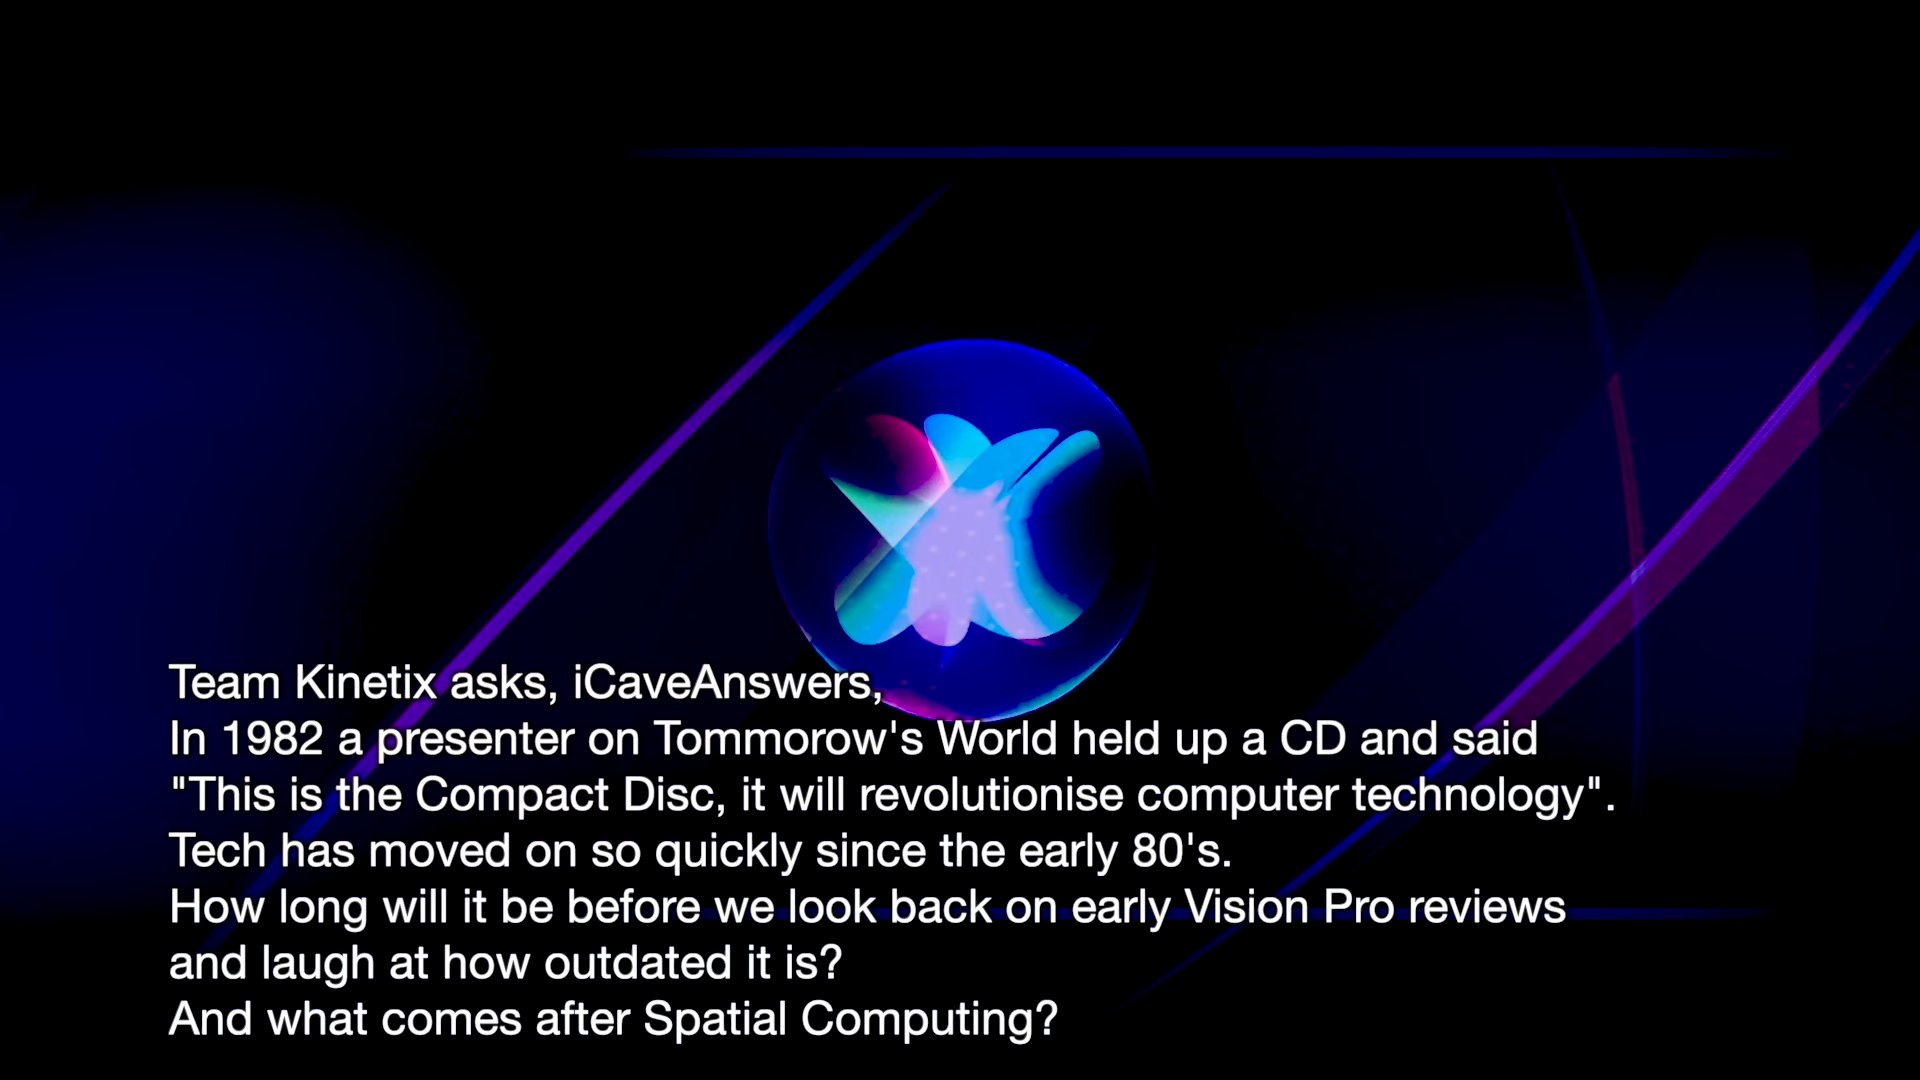 Team Kinetix asks, iCaveAnswers,
In 1982 a presenter on Tommorow's World held up a CD and said
"This is the Compact Disc, it will revolutionise computer technology".
Tech has moved on so quickly since the early 80's.
How long will it be before we look back on early Vision Pro reviews
and laugh at how outdated it is?
And what comes after Spatial Computing?